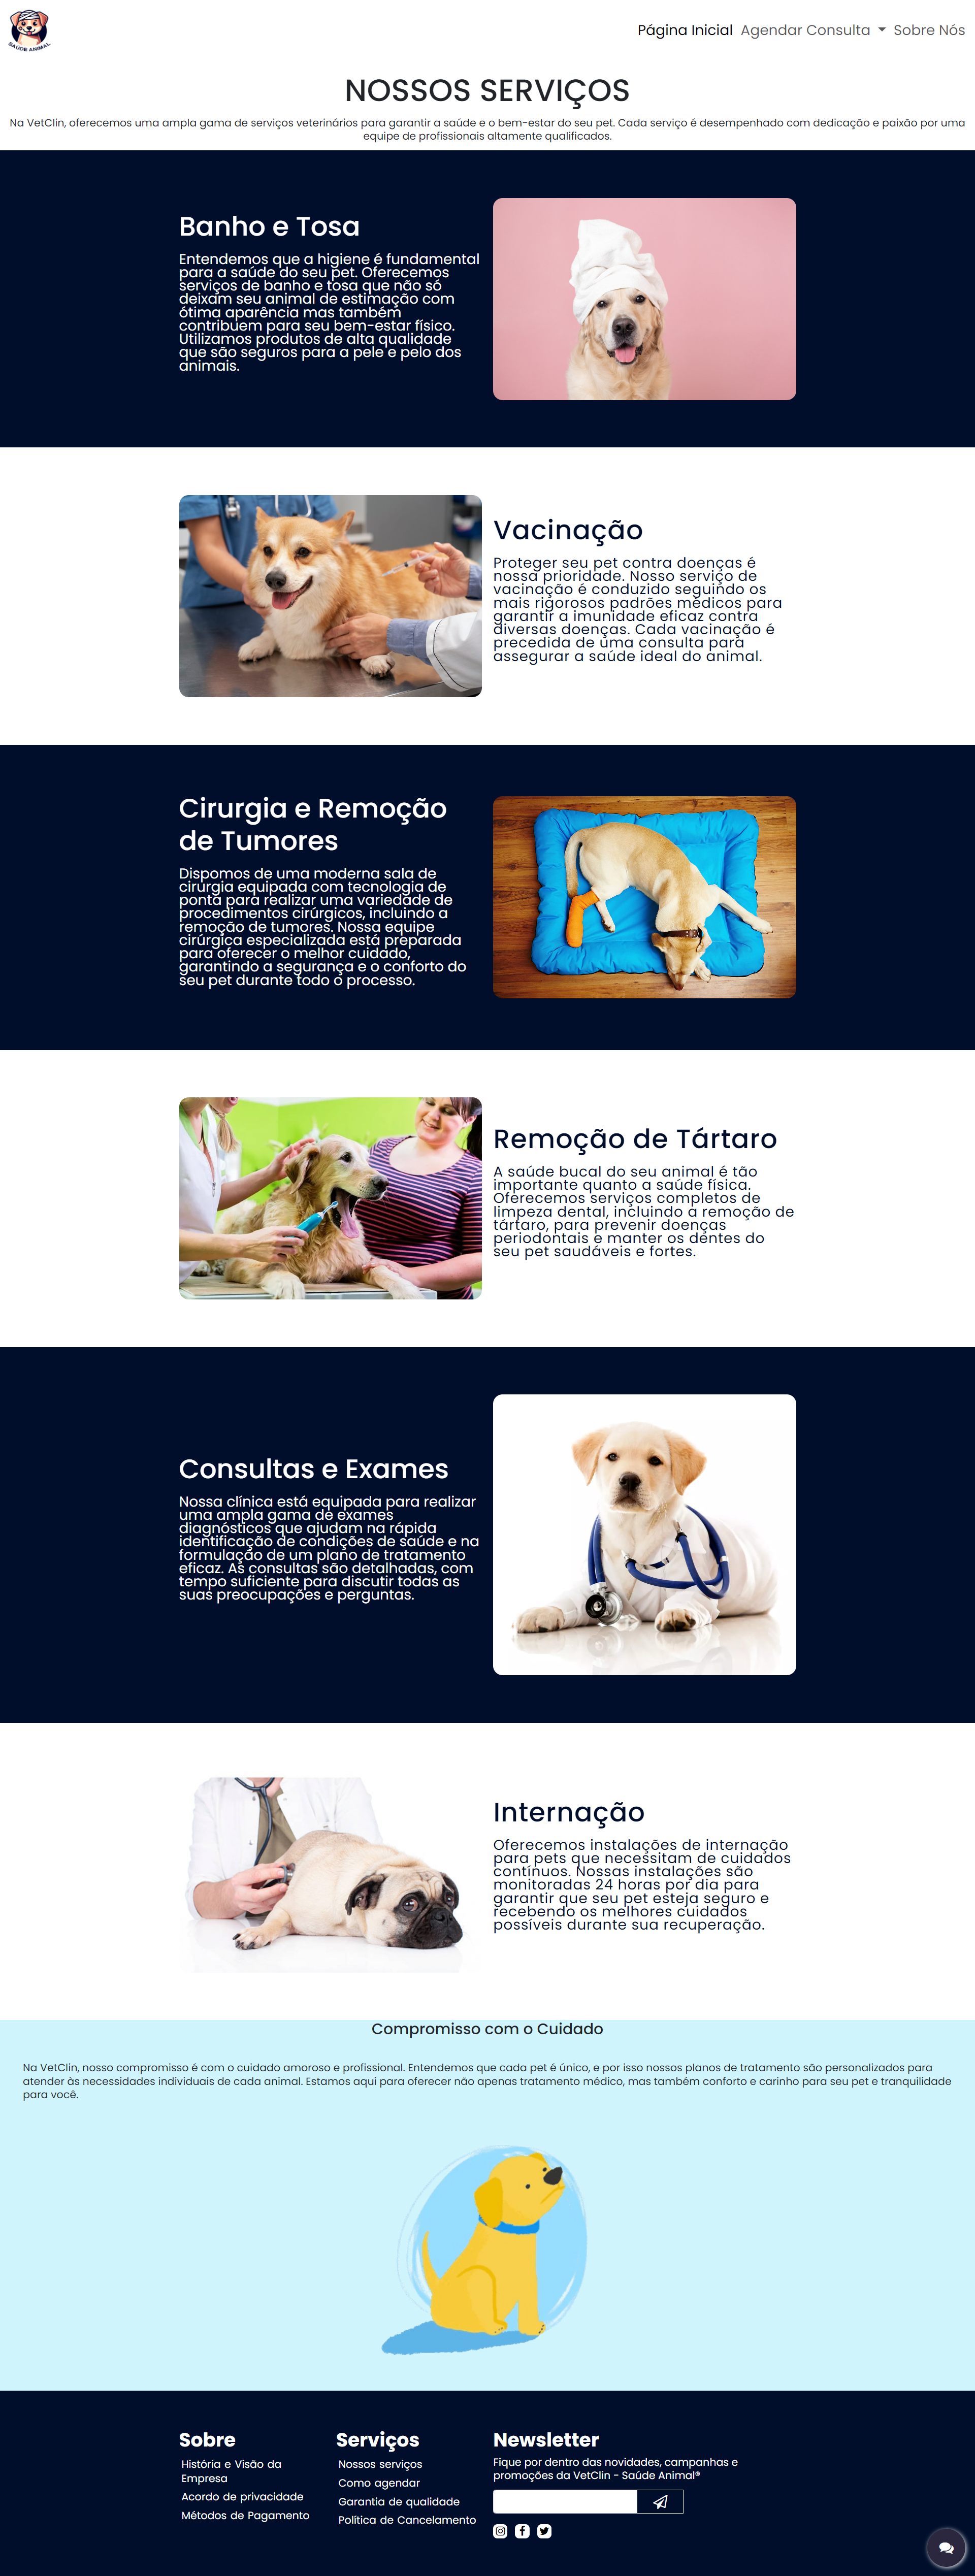 SAÚDE ANIMAL
Página Inicial Agendar Consulta Sobre Nós
NOSSOS SERVIÇOS
Na VetClin, oferecemos uma ampla gama de serviços veterinários para garantir a saúde e o bem-estar do seu pet. Cada serviço é desempenhado com dedicação e paixão por uma
equipe de profissionais altamente qualificados.
Banho e Tosa
Entendemos que a higiene é fundamental
para a saúde do seu pet. Oferecemos
serviços de banho e tosa que não só
deixam seu animal de estimação com
ótima aparência mas também
contribuem para seu bem-estar físico.
Utilizamos produtos de alta qualidade
que são seguros para a pele e pelo dos
animais.
Vacinação
Proteger seu pet contra doenças é
nossa prioridade. Nosso serviço de
vacinação é conduzido seguindo os
mais rigorosos padrões médicos para
garantir a imunidade eficaz contra
diversas doenças. Cada vacinação é
precedida de uma consulta para
assegurar a saúde ideal do animal.
Cirurgia e Remoção
de Tumores
Dispomos de uma moderna sala de
cirurgia equipada com tecnologia de
ponta para realizar uma variedade de
procedimentos cirúrgicos, incluindo a
remoção de tumores. Nossa equipe
cirúrgica especializada está preparada
para oferecer o melhor cuidado,
garantindo a segurança e o conforto do
seu pet durante todo o processo.
Remoção de Tártaro
A saúde bucal do seu animal é tão
importante quanto a saúde física.
Oferecemos serviços completos de
limpeza dental, incluindo a remoção de
tártaro, para prevenir doenças
periodontais e manter os dentes do
seu pet saudáveis e fortes.
Consultas e Exames
Nossa clínica está equipada para realizar
uma ampla gama de exames
diagnósticos que ajudam na rápida
identificação de condições de saúde e na
formulação de um plano de tratamento
eficaz. As consultas são detalhadas, com
tempo suficiente para discutir todas as
suas preocupações e perguntas.
Internação
Oferecemos instalações de internação
para pets que necessitam de cuidados
contínuos. Nossas instalações são
monitoradas 24 horas por dia para
garantir que seu pet esteja seguro e
recebendo os melhores cuidados
possíveis durante sua recuperação.
Compromisso com o Cuidado
Na VetClin, nosso compromisso é com o cuidado amoroso e profissional. Entendemos que cada pet é único, e por isso nossos planos de tratamento são personalizados para
atender às necessidades individuais de cada animal. Estamos aqui para oferecer não apenas tratamento médico, mas também conforto e carinho para seu pet e tranquilidade
para você.
Sobre
História e Visão da
Empresa
Acordo de privacidade
Métodos de Pagamento
Serviços
Nossos serviços
Como agendar
Garantia de qualidade
Política de Cancelamento
Newsletter
Fique por dentro das novidades, campanhas e
promoções da VetClin - Saúde Animal®